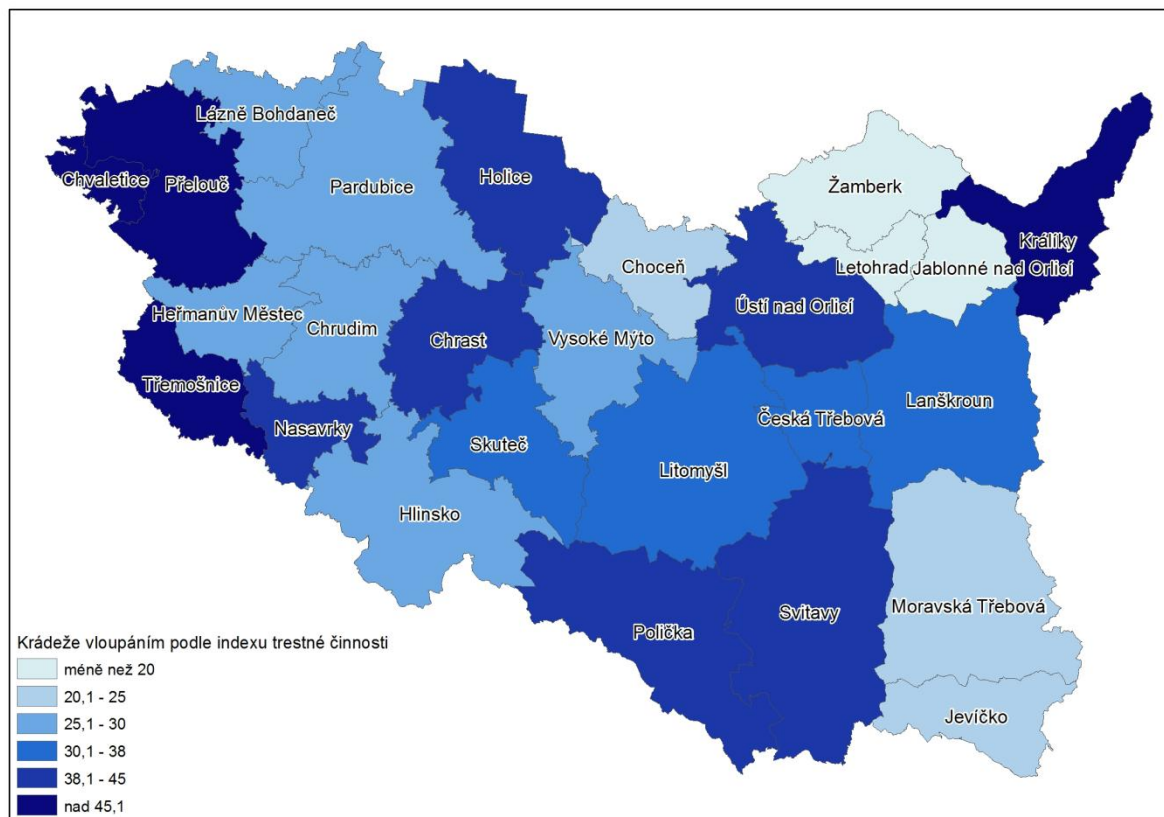 Lázně Bohdaneč
Chvaletice
Přelouč
Pardubice
Holice
Žamberk
Králíky
Choceň
Letohrad
Jablonné nad Orlicí
Ústí nad Orlicí
Heřmanův Městec
Chrudim
Chrast
Vysoké Mýto
Třemošnice
Nasavrky
Skuteč
Litomyšl
Česká Třebová
Lanškroun
Hlinsko
Polička
Svitavy
Moravská Třebová
Jevíčko
Krádeže vloupáním podle indexu trestné činnosti
méně než 20
20,1 - 25
25,1 - 30
30,1 - 38
38,1 - 45
nad 45,1